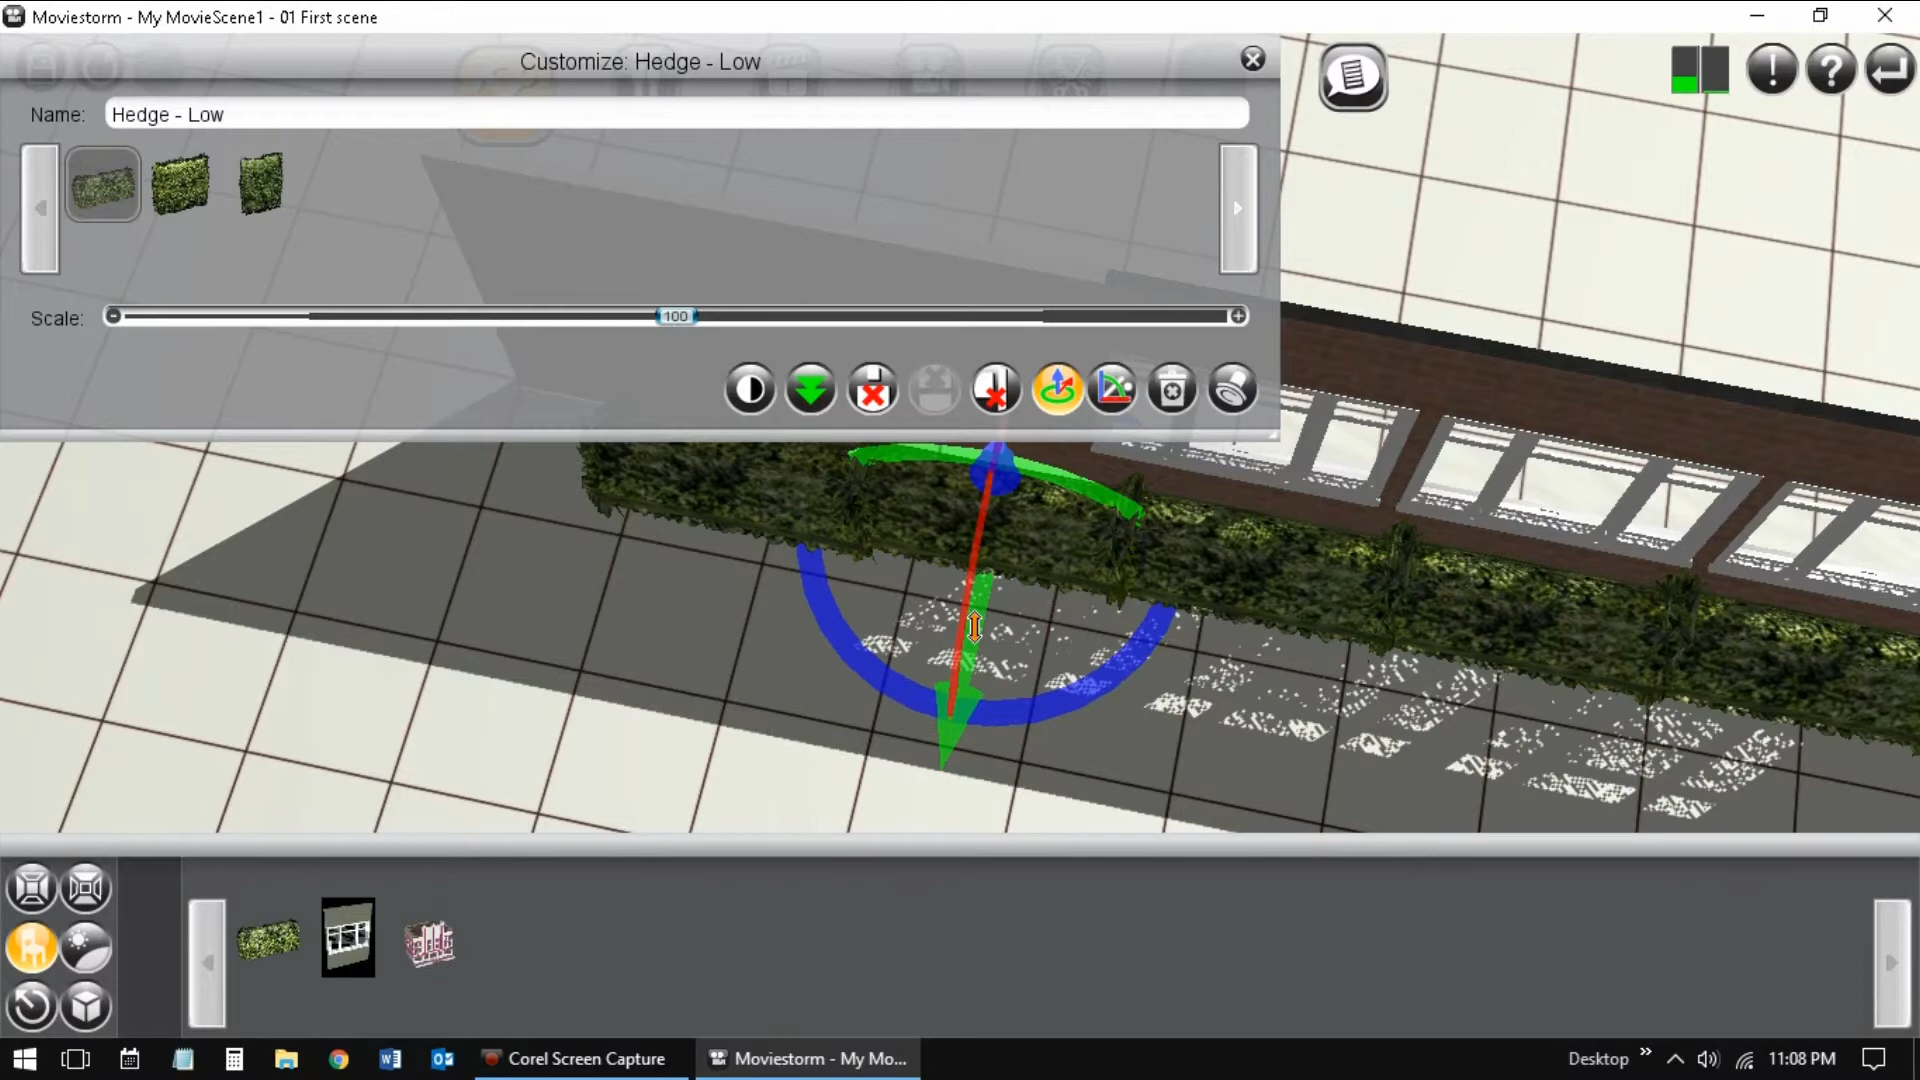 Moviestorm - My MovieScene1 - 01 First scene
Customize: Hedge - Low
Name: Hedge - Low
Scale: 100
Corel Screen Capture
Moviestorm - My Mo...
Desktop
11:08 PM